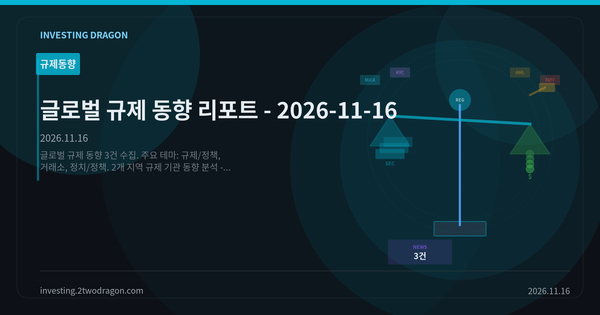 INVESTING DRAGON
규제동향
글로벌 규제 동향 리포트 - 2026-11-16
2026.11.16
글로벌 규제 동향 3건 수집. 주요 테마: 규제/정책,
거래소, 정치/정책. 2개 지역 규제 기관 동향 분석 -...
REG
KYC
SEC
$
NEWS
3건
investing.2twodragon.com
2026.11.16